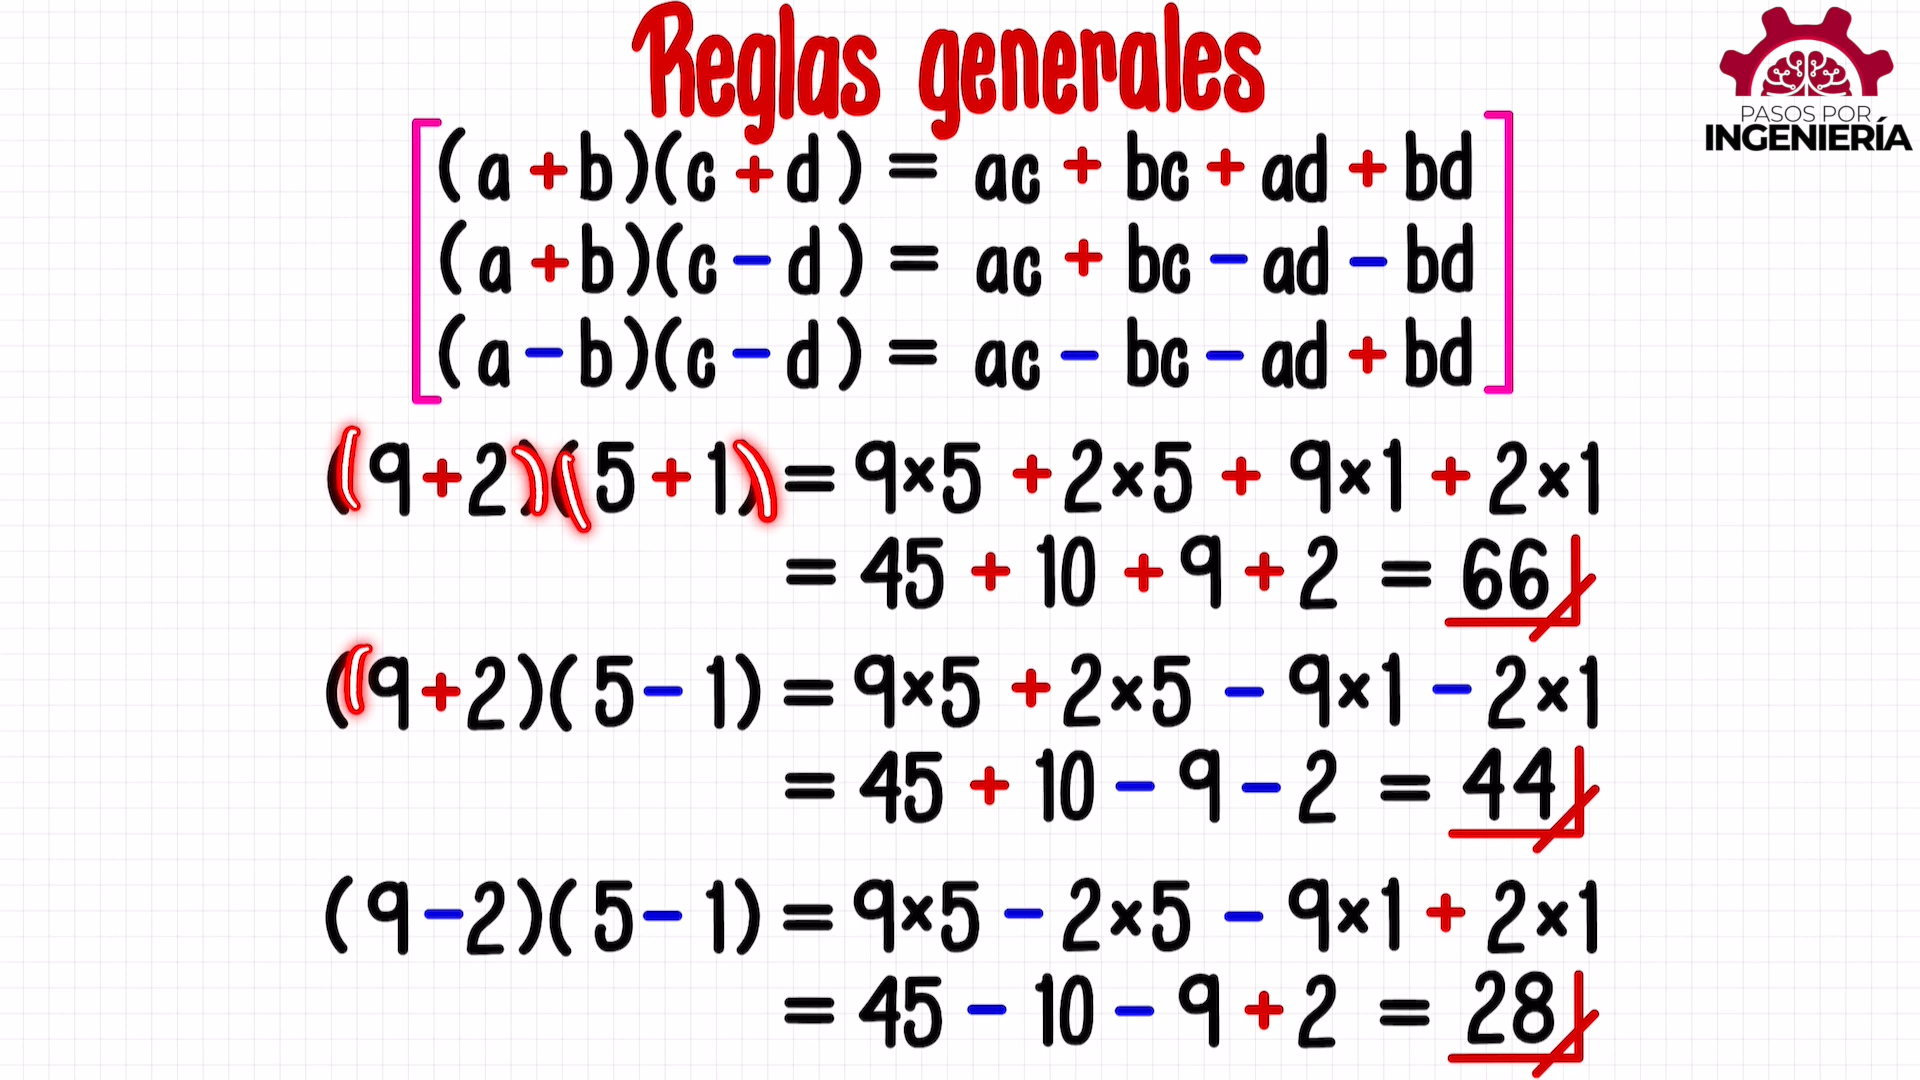 Reglas generales
PASOS POR
INGENIERÍA
(a + b)(c + d) = ac + bc + ad + bd
(a + b)(c - d) = ac + bc - ad - bd
(a - b)(c - d) = ac - bc - ad + bd
(9 + 2)(5 + 1) = 9×5 + 2×5 + 9×1 + 2×1
= 45 + 10 + 9 + 2 = 66
(9 + 2)(5 - 1) = 9×5 + 2×5 - 9×1 - 2×1
= 45 + 10 - 9 - 2 = 44
(9 - 2)(5 - 1) = 9×5 - 2×5 - 9×1 + 2×1
= 45 - 10 - 9 + 2 = 28